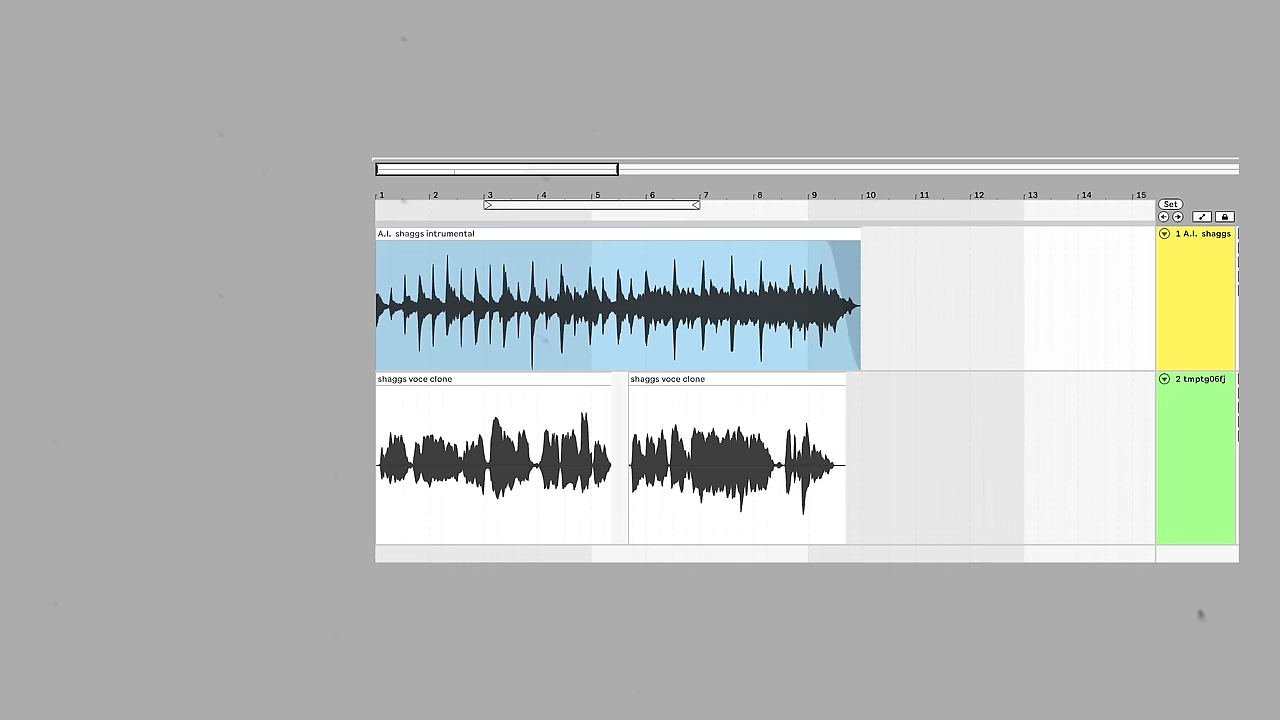 1 2 3 4 5 6 7 8 9 10 11 12 13 14 15
Set
A.I. shaggs intrumental
1 A.I. shaggs
shaggs voce clone
shaggs voce clone
2 tmptg06fj